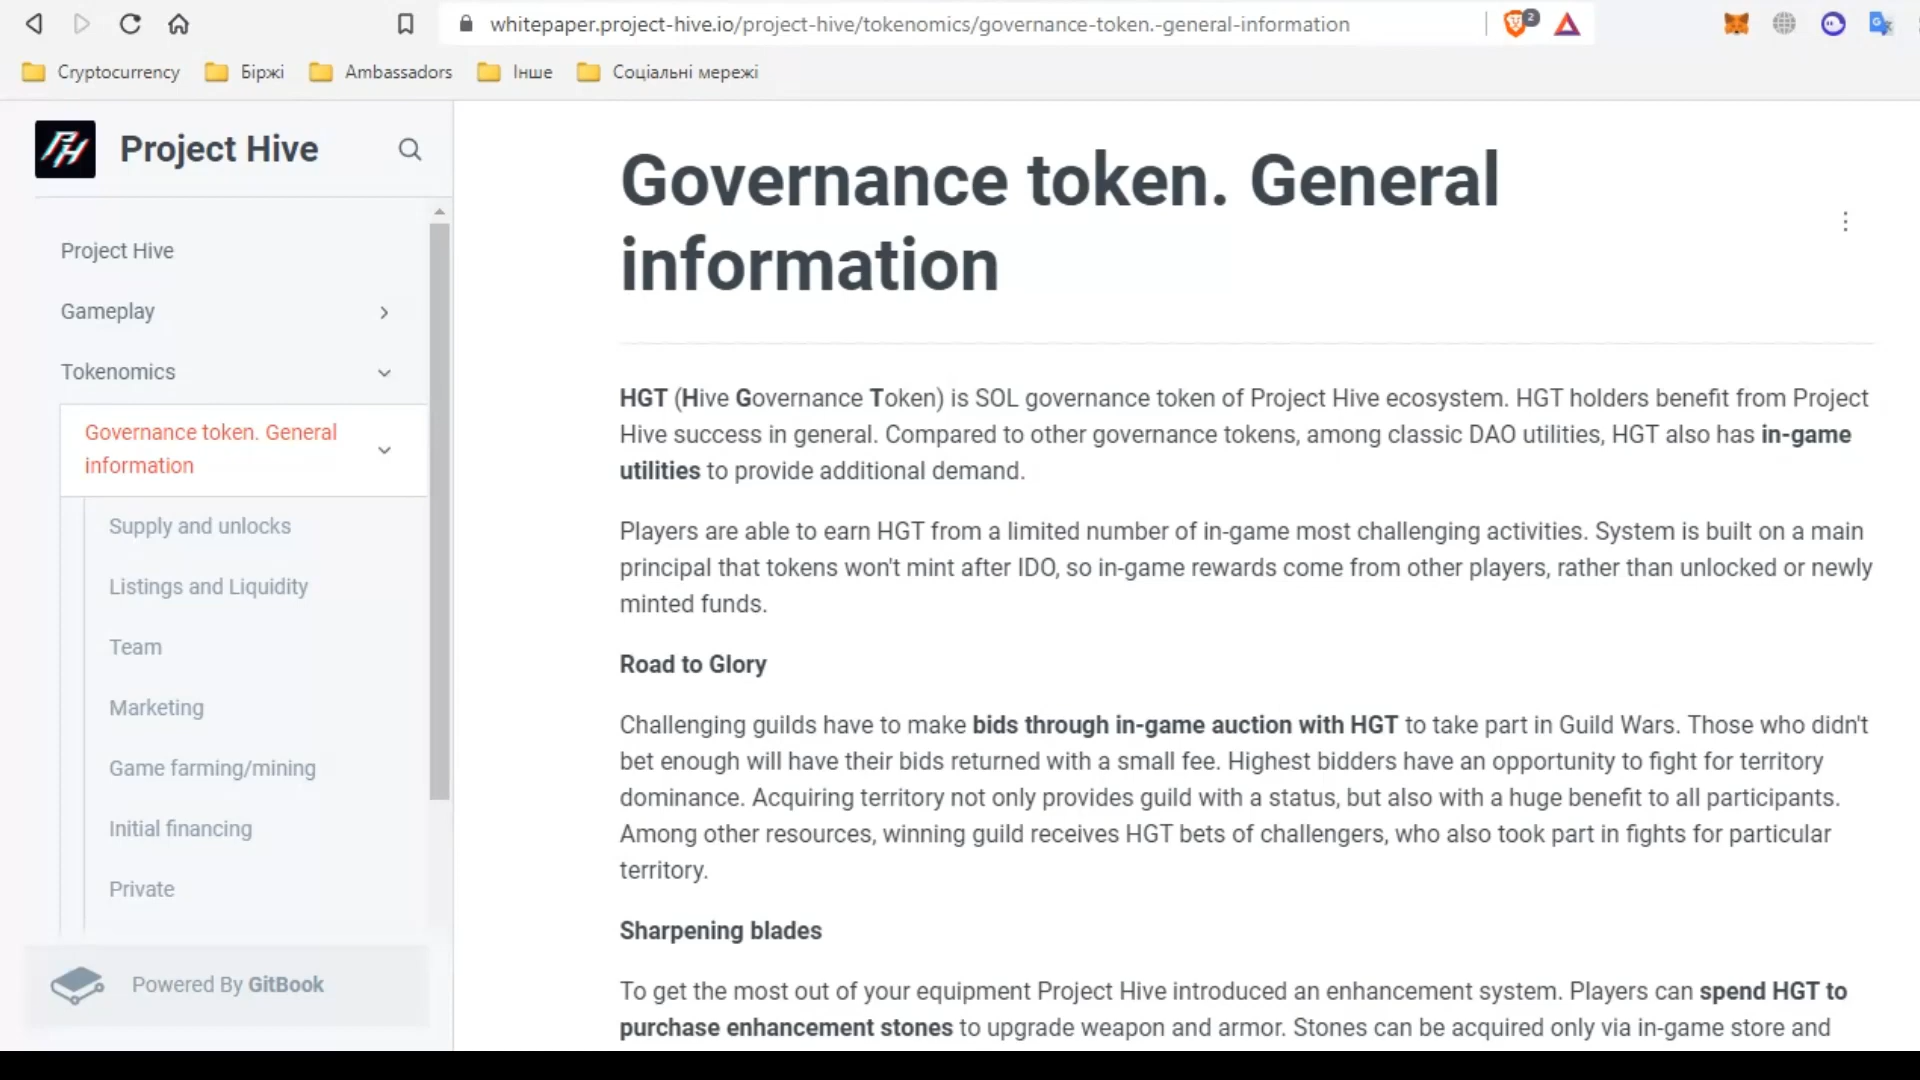 whitepaper.project-hive.io/project-hive/tokenomics/governance-token.-general-information
2
Cryptocurrency
Біржі
Ambassadors
Інше
Соціальні мережі
Project Hive
Project Hive
Gameplay
Tokenomics
Governance token. General
information
Supply and unlocks
Listings and Liquidity
Team
Marketing
Game farming/mining
Initial financing
Private
Powered By GitBook
Governance token. General
information
HGT (Hive Governance Token) is SOL governance token of Project Hive ecosystem. HGT holders benefit from Project
Hive success in general. Compared to other governance tokens, among classic DAO utilities, HGT also has in-game
utilities to provide additional demand.
Players are able to earn HGT from a limited number of in-game most challenging activities. System is built on a main
principal that tokens won't mint after IDO, so in-game rewards come from other players, rather than unlocked or newly
minted funds.
Road to Glory
Challenging guilds have to make bids through in-game auction with HGT to take part in Guild Wars. Those who didn't
bet enough will have their bids returned with a small fee. Highest bidders have an opportunity to fight for territory
dominance. Acquiring territory not only provides guild with a status, but also with a huge benefit to all participants.
Among other resources, winning guild receives HGT bets of challengers, who also took part in fights for particular
territory.
Sharpening blades
To get the most out of your equipment Project Hive introduced an enhancement system. Players can spend HGT to
purchase enhancement stones to upgrade weapon and armor. Stones can be acquired only via in-game store and